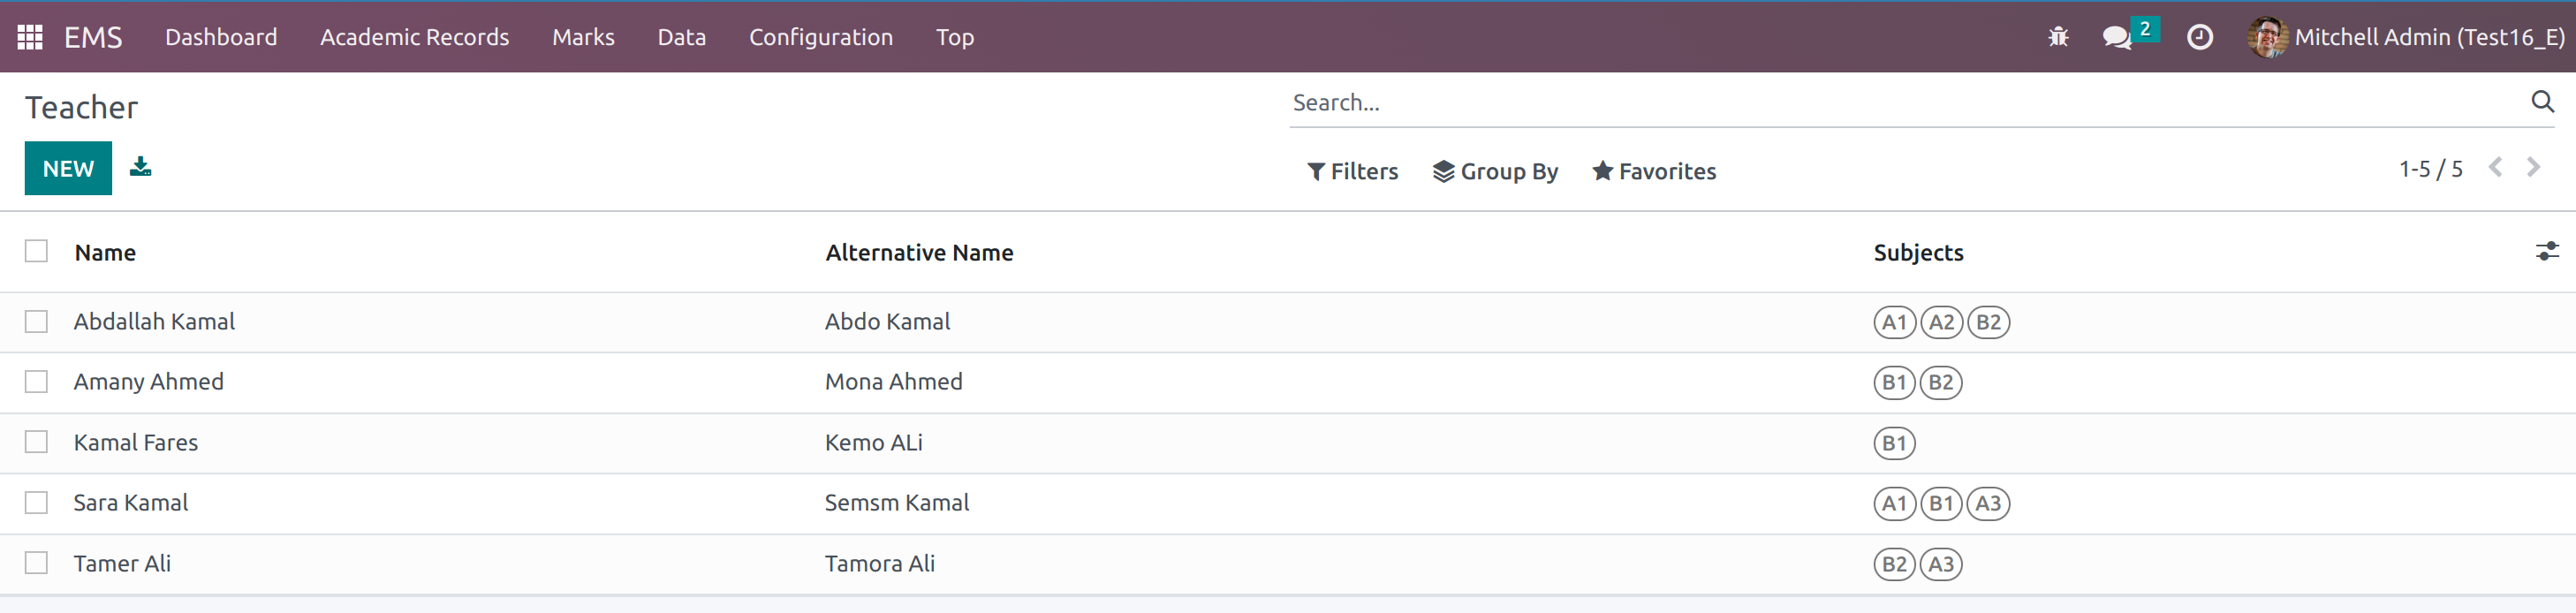 EMS Dashboard Academic Records Marks Data Configuration Top 2 Mitchell Admin (Test16_E)
Teacher Search...
NEW Filters Group By Favorites 1-5 / 5
Name Alternative Name Subjects
Abdallah Kamal Abdo Kamal A1 A2 B2
Amany Ahmed Mona Ahmed B1 B2
Kamal Fares Kemo ALi B1
Sara Kamal Semsm Kamal A1 B1 A3
Tamer Ali Tamora Ali B2 A3